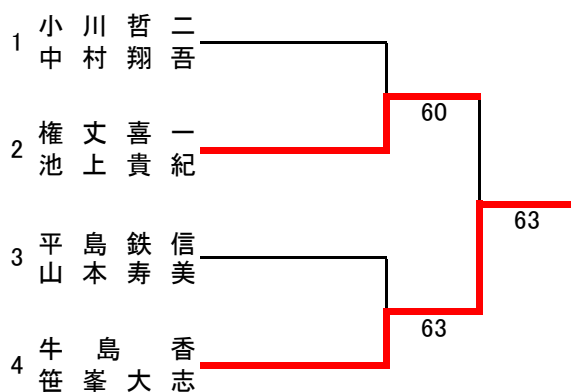 1 小川哲二
中村翔吾
60
2 権丈喜一
池上貴紀
63
3 平島鉄信
山本寿美
63
4 牛島香
笹峯大志